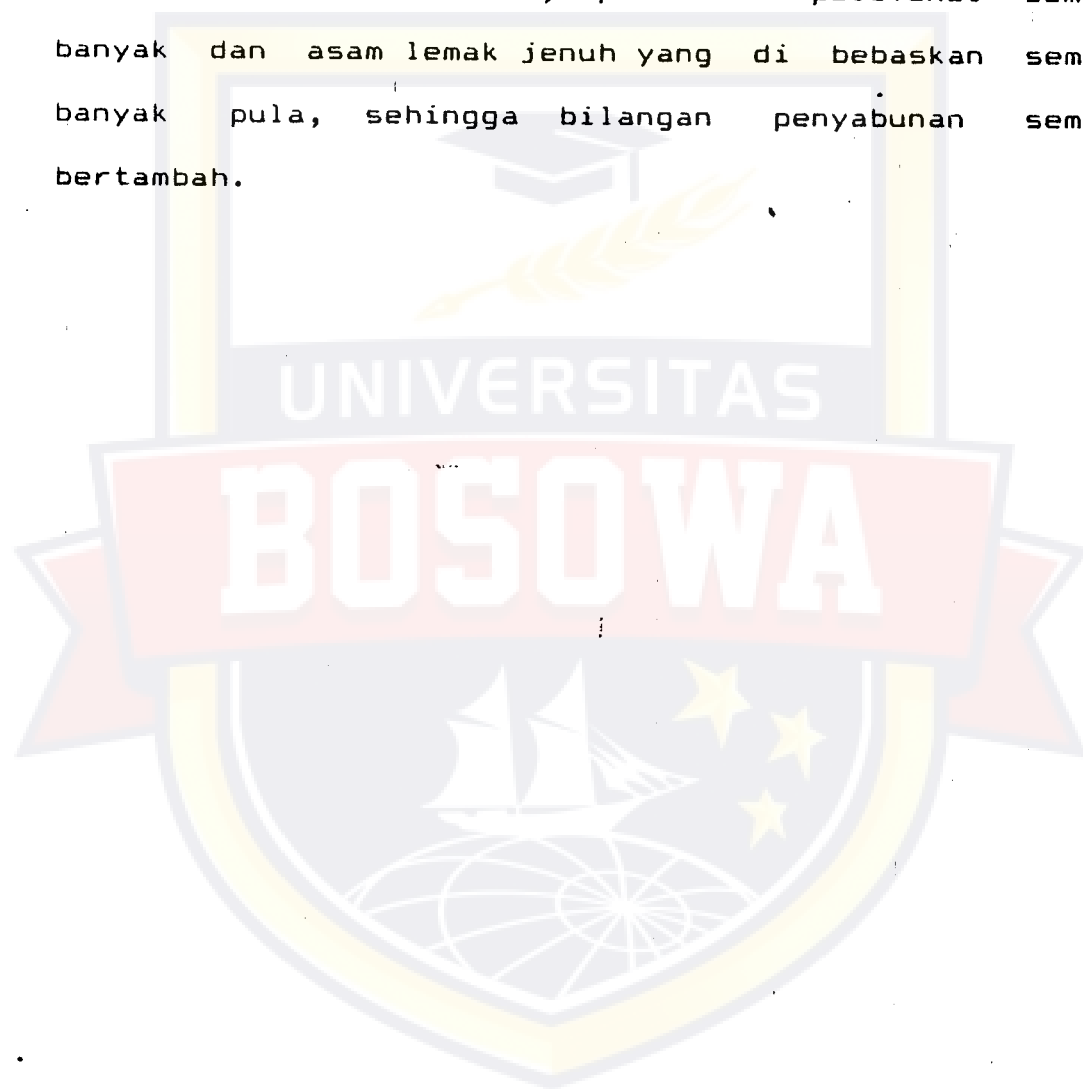 banyak dan asam lemak jenuh yang di bebaskan sem
banyak pula, sehingga bilangan penyabunan sem
bertambah.
UNIVERSITAS
BOSOWA